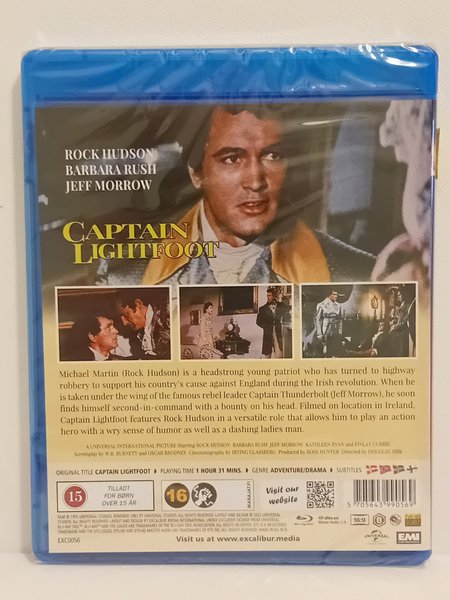 ROCK HUDSON
BARBARA RUSH
JEFF MORROW
CAPTAIN
LIGHTFOOT
Michael Martin (Rock Hudson) is a headstrong young patriot who has turned to highway
robbery to support his country's cause against England during the Irish revolution. When he
is taken under the wing of the famous rebel leader Captain Thunderbolt (Jeff Morrow), he soon
finds himself second-in-command with a bounty on his head. Filmed on location in Ireland,
Captain Lightfoot features Rock Hudson in a versatile role that allows him to play an action
hero with a wry sense of humor as well as a dashing ladies man.
A UNIVERSAL INTERNATIONAL PICTURE Starring ROCK HUDSON BARBARA RUSH JEFF MORROW KATHLEEN RYAN and FINLAY CURRIE
Screenplay by W.R. BURNETT and OSCAR BRODNEY Cinematography by IRVING GLASSBERG Produced by ROSS HUNTER Directed by DOUGLAS SIRK
ORIGINAL TITLE CAPTAIN LIGHTFOOT ► PLAYING TIME 1 HOUR 31 MINS. ► GENRE ADVENTURE/DRAMA ► SUBTITLES
15
TILLADT
FOR BØRN
OVER 15 ÅR
16
Visit our
website
5 705643 990569
EXC0056
Visit us at www.excalibur.media
16:9
UNIVERSAL
EMI